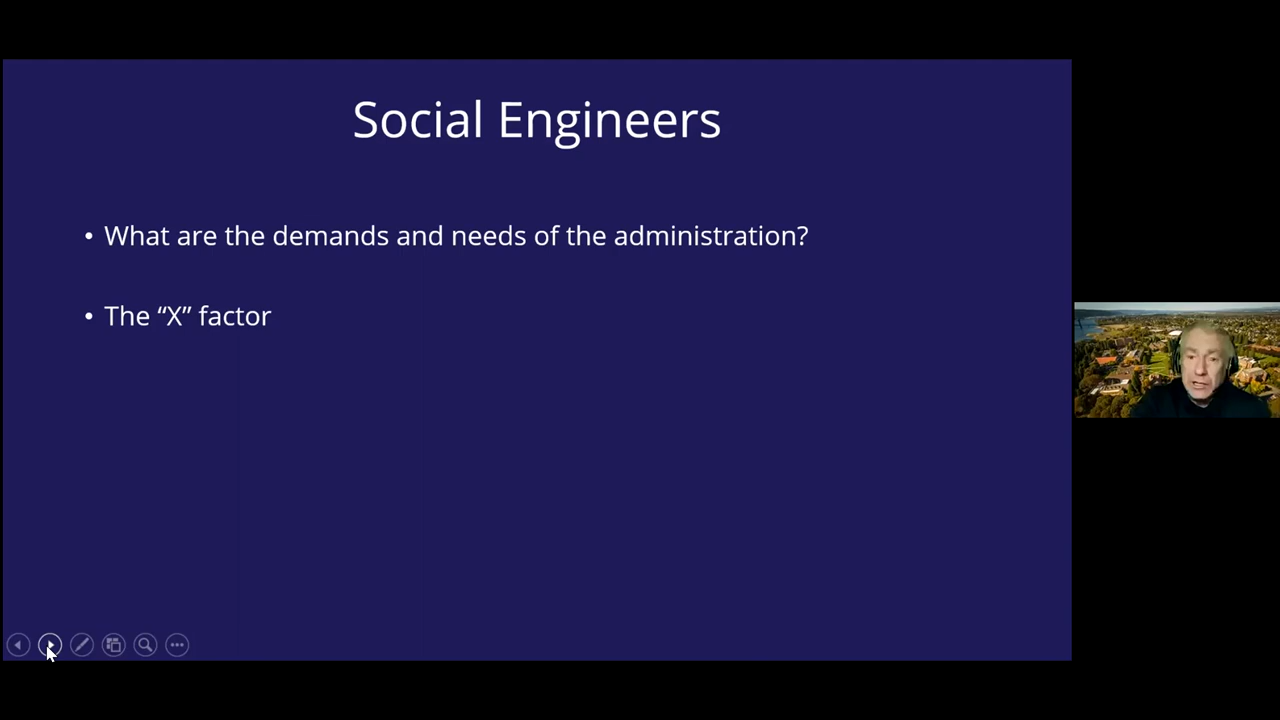 Social Engineers
• What are the demands and needs of the administration?
• The “X” factor